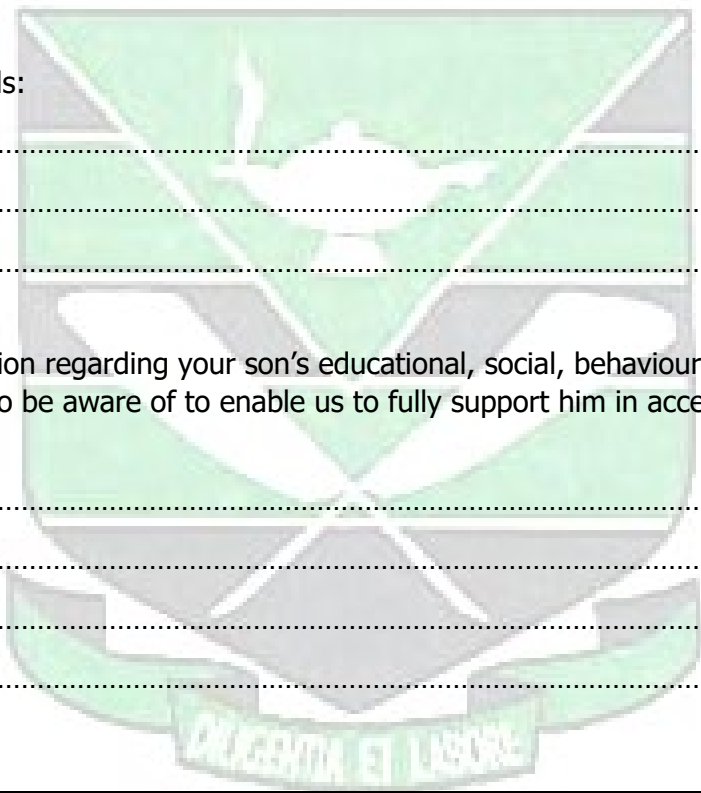 ls:
................................................................................
................................................................................
................................................................................
ion regarding your son's educational, social, behaviour
o be aware of to enable us to fully support him in acce
................................................................................
................................................................................
................................................................................
................................................................................
DILIGENTIA ET LABORE